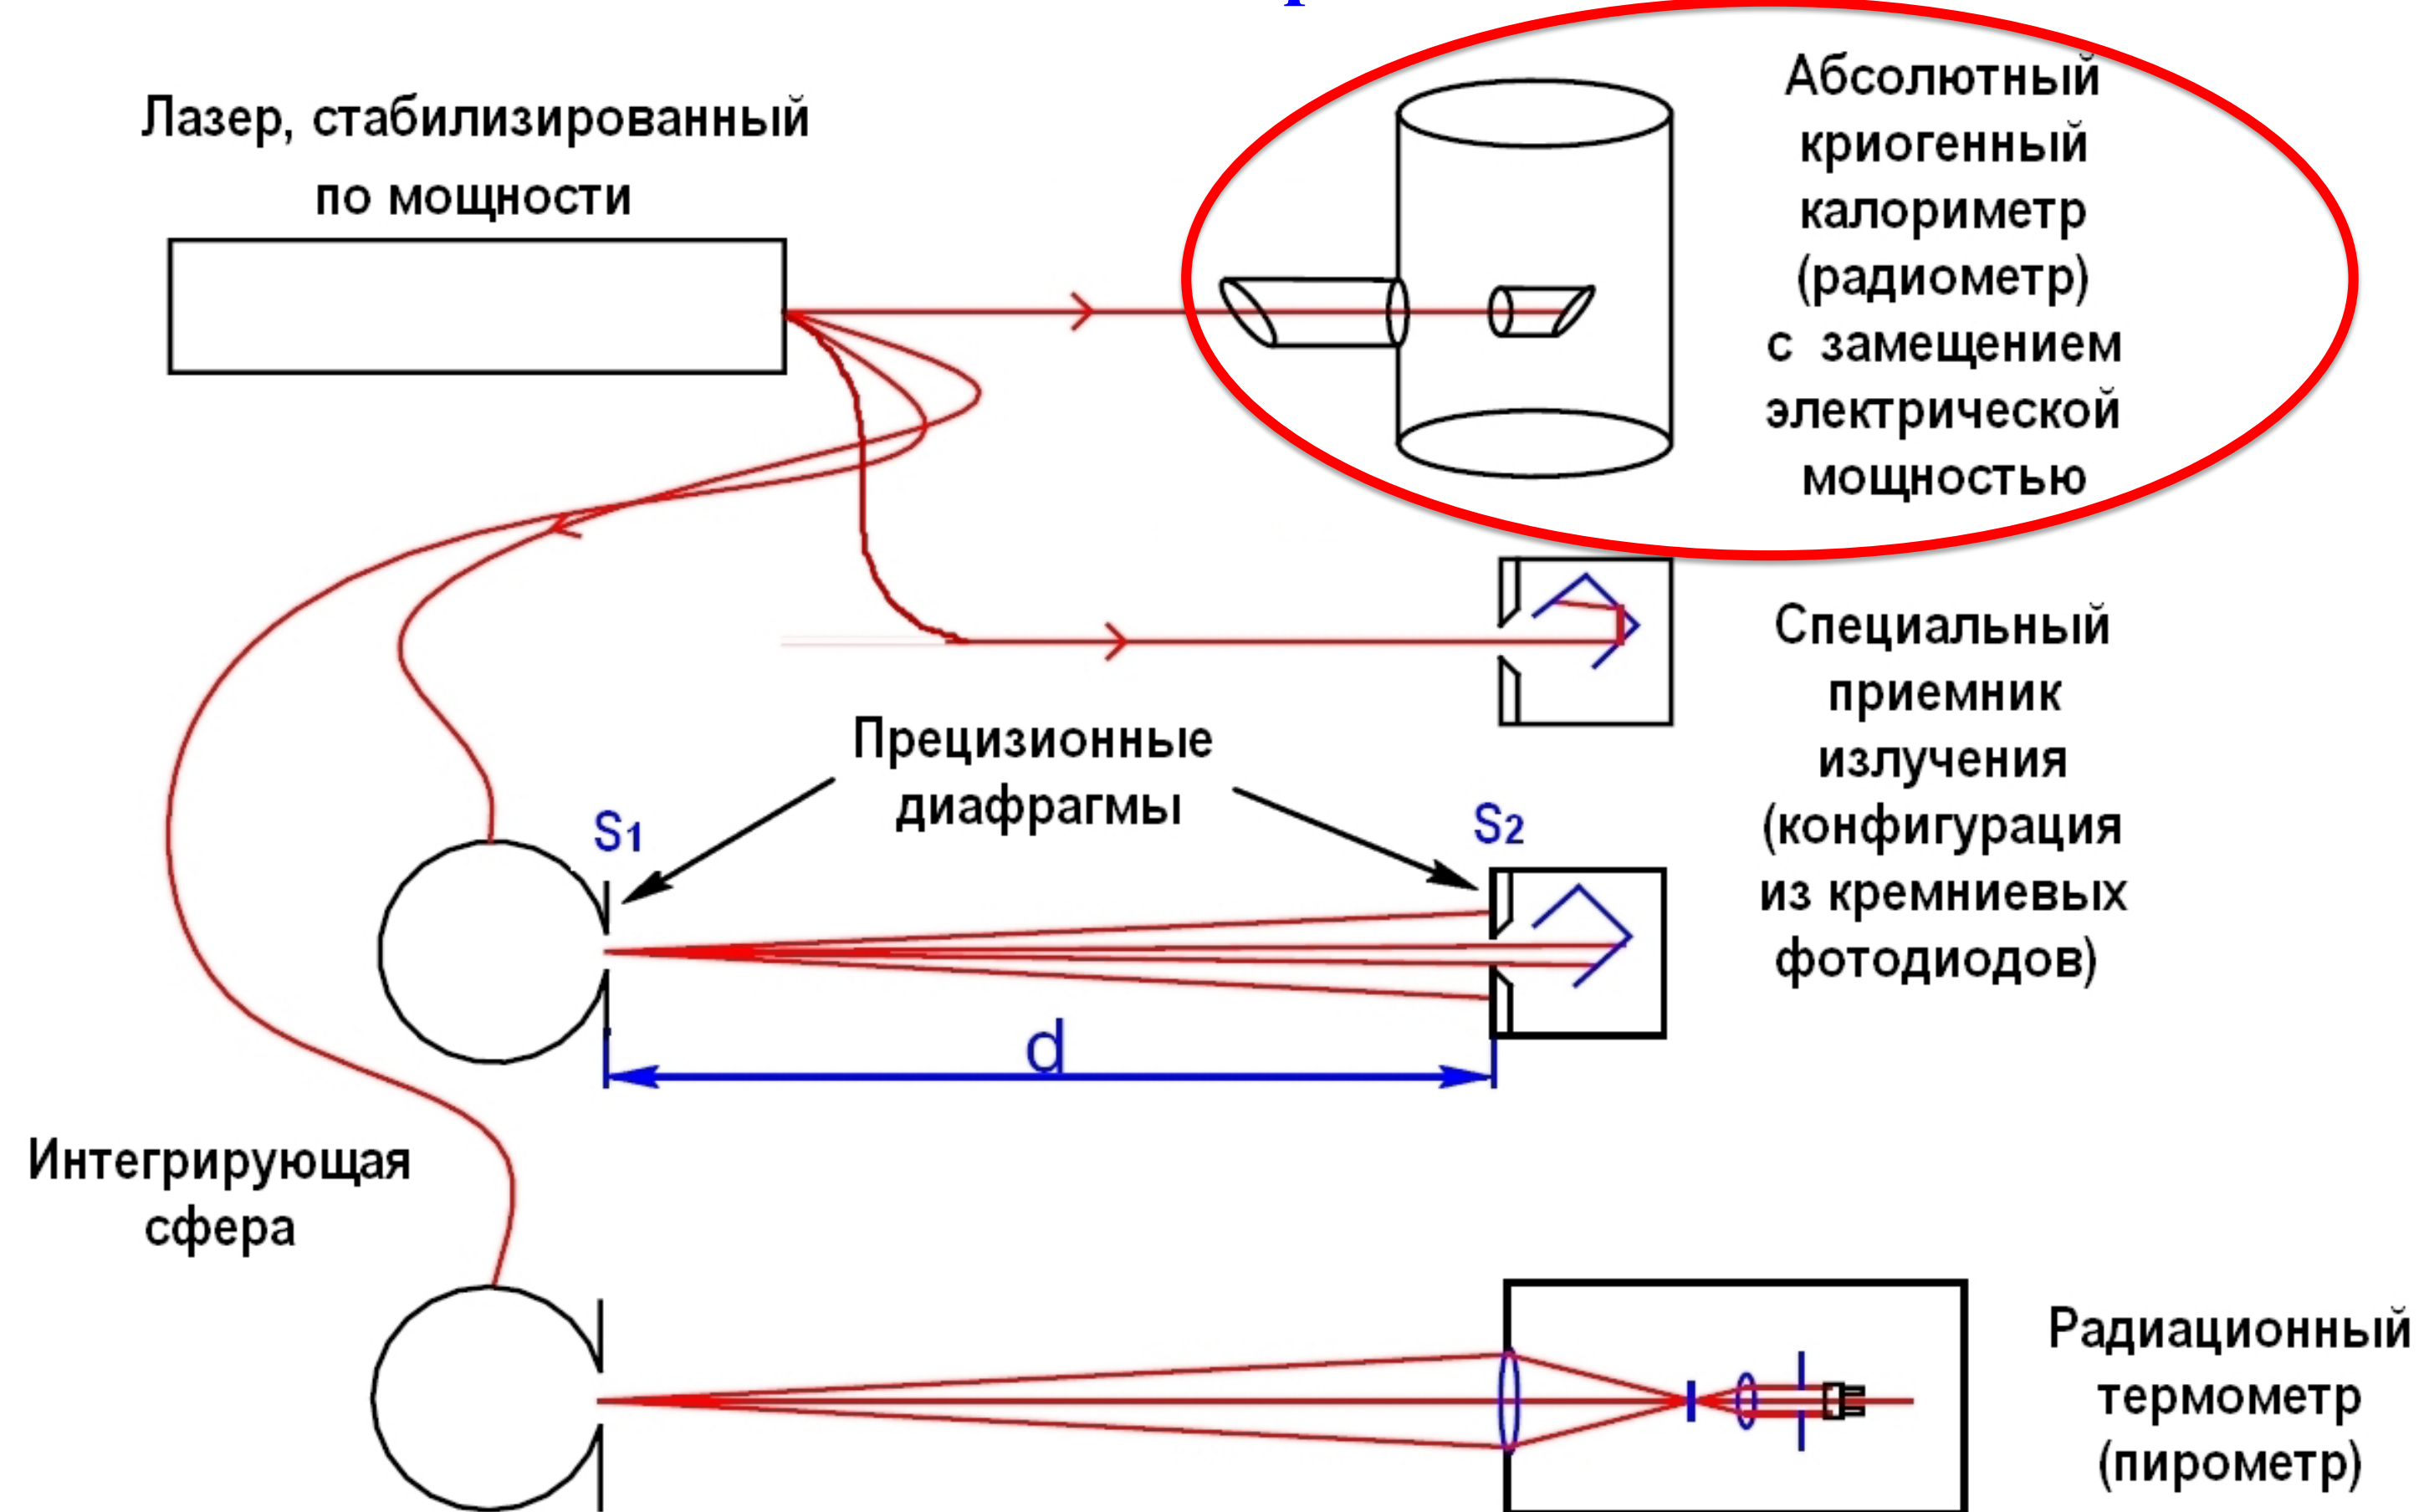 Лазер, стабилизированный
по мощности
Абсолютный
криогенный
калориметр
(радиометр)
с замещением
электрической
мощностью
Специальный
приемник
излучения
(конфигурация
из кремниевых
фотодиодов)
Прецизионные
диафрагмы
S1
S2
d
Интегрирующая
сфера
Радиационный
термометр
(пирометр)